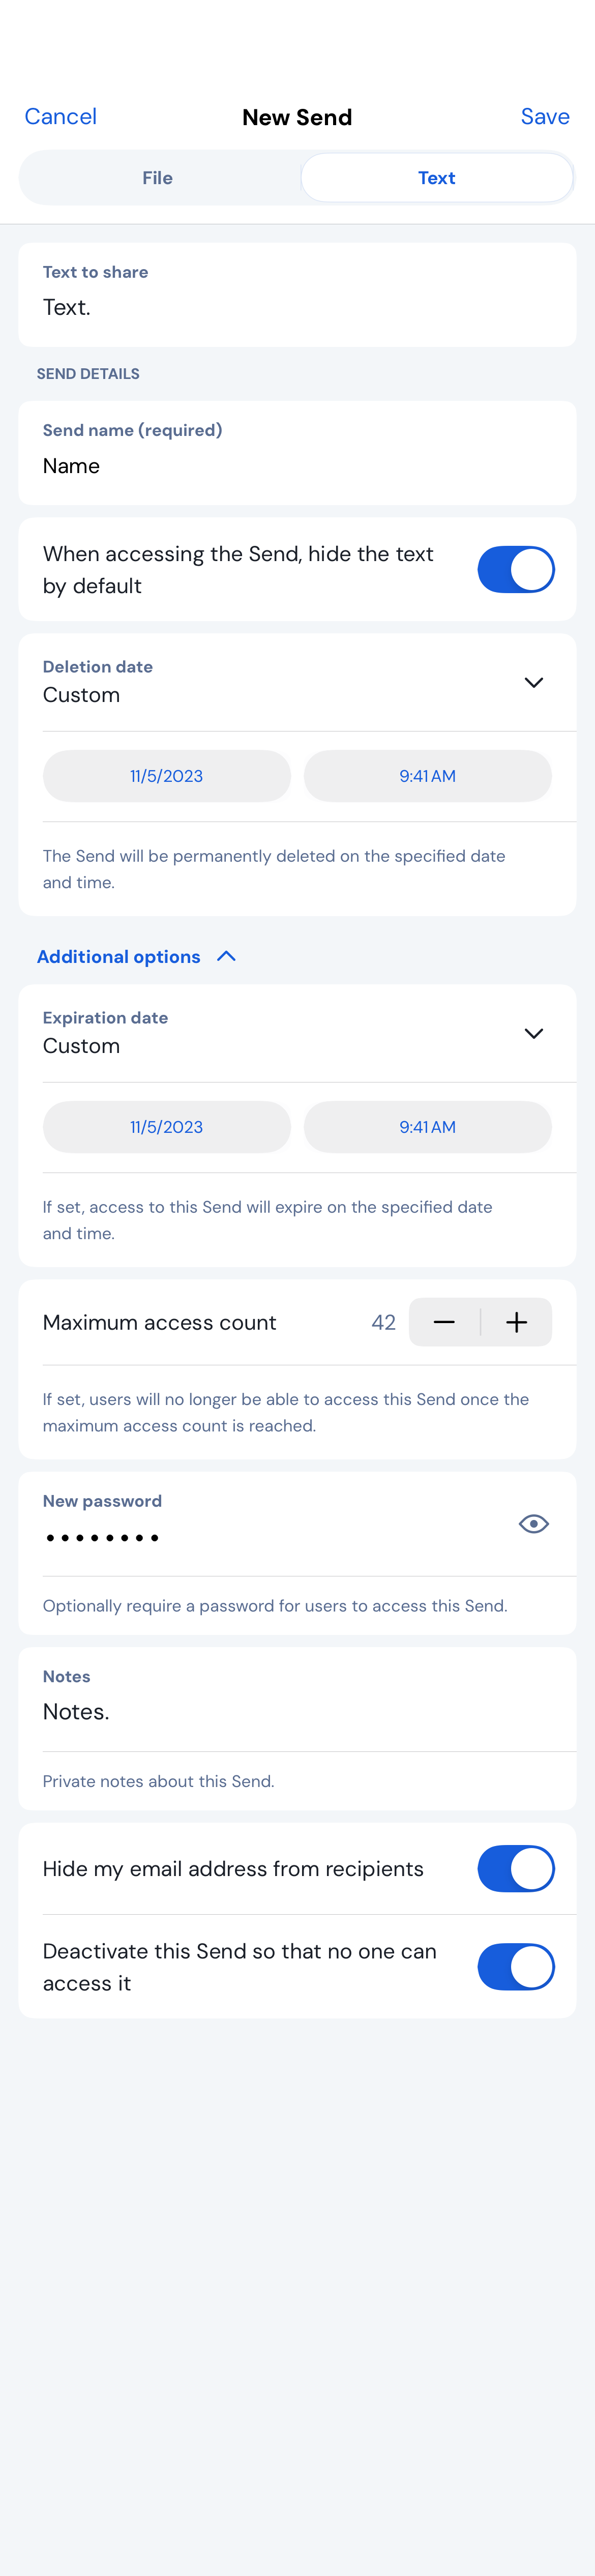 Cancel New Send Save
File Text
Text to share
Text.
SEND DETAILS
Send name (required)
Name
When accessing the Send, hide the text
by default
Deletion date
Custom
11/5/2023 9:41 AM
The Send will be permanently deleted on the specified date
and time.
Additional options
Expiration date
Custom
11/5/2023 9:41 AM
If set, access to this Send will expire on the specified date
and time.
Maximum access count 42
If set, users will no longer be able to access this Send once the
maximum access count is reached.
New password
••••••••
Optionally require a password for users to access this Send.
Notes
Notes.
Private notes about this Send.
Hide my email address from recipients
Deactivate this Send so that no one can
access it